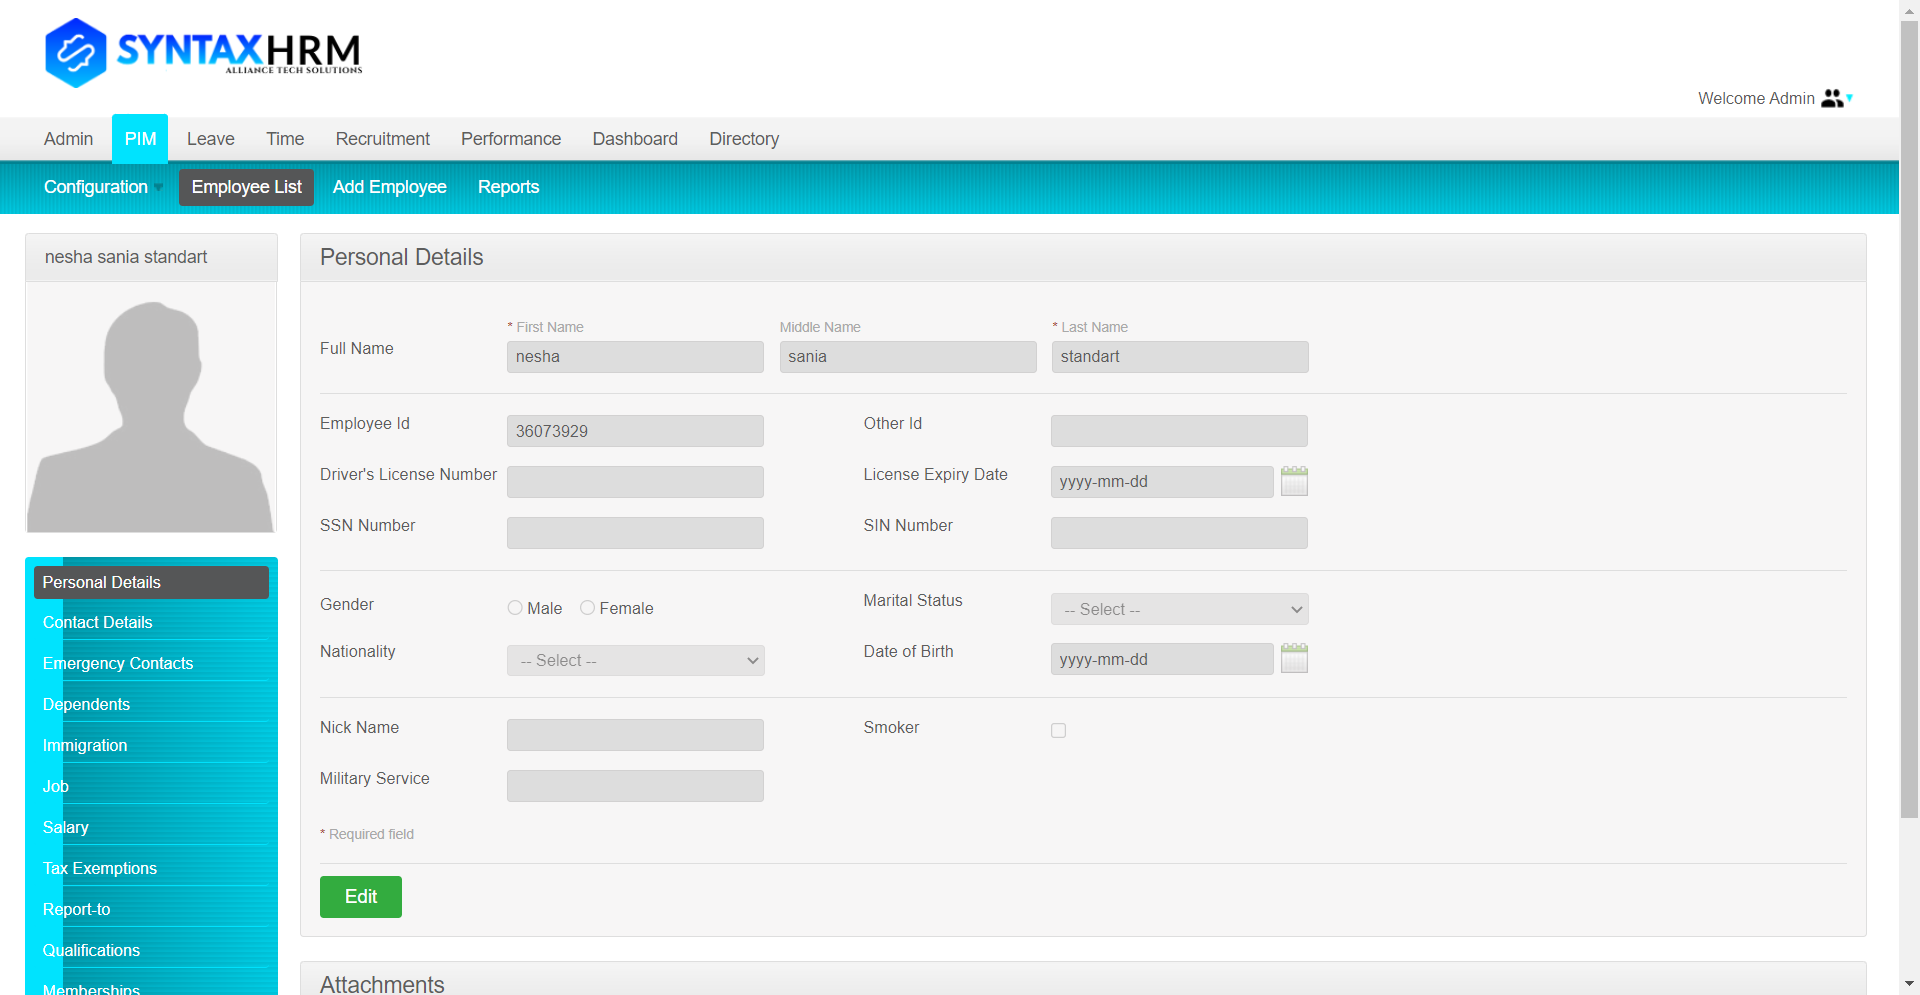 SYNTAXHRM
ALLIANCE TECH SOLUTIONS
Welcome Admin
Admin PIM Leave Time Recruitment Performance Dashboard Directory
Configuration Employee List Add Employee Reports
nesha sania standart
Personal Details
* First Name Middle Name * Last Name
Full Name nesha sania standart
Employee Id 36073929 Other Id
Driver's License Number License Expiry Date yyyy-mm-dd
SSN Number SIN Number
Gender Male Female Marital Status -- Select --
Nationality -- Select -- Date of Birth yyyy-mm-dd
Nick Name Smoker
Military Service
* Required field
Edit
Personal Details
Contact Details
Emergency Contacts
Dependents
Immigration
Job
Salary
Tax Exemptions
Report-to
Qualifications
Memberships
Attachments